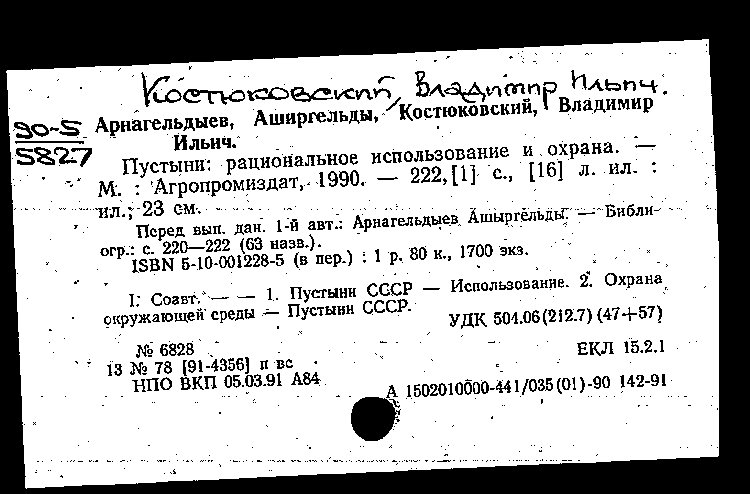 Костюковский, Владимир Ильич.
90-5
5827
Арнагельдыев, Аширгельды, Костюковский, Владимир
Ильич.
Пустыни: рациональное использование и охрана. —
М. : Агропромиздат, 1990. — 222,[1] с., [16] л. ил. :
ил.; 23 см.
Перед вып. дан. 1-й авт.: Арнагельдыев Ашыргельды. — Библи-
огр.: с. 220—222 (63 назв.).
ISBN 5-10-001228-5 (в пер.) : 1 р. 80 к., 1700 экз.
I. Соавт. — — 1. Пустыни СССР — Использование. 2. Охрана
окружающей среды — Пустыни СССР.
УДК 504.06(212.7)(47+57)
№ 6828
ЕКЛ 15.2.1
13 № 78 [91-4356] п вс
НПО ВКП 05.03.91 А84
А 1502010000-441/035(01)-90 142-91